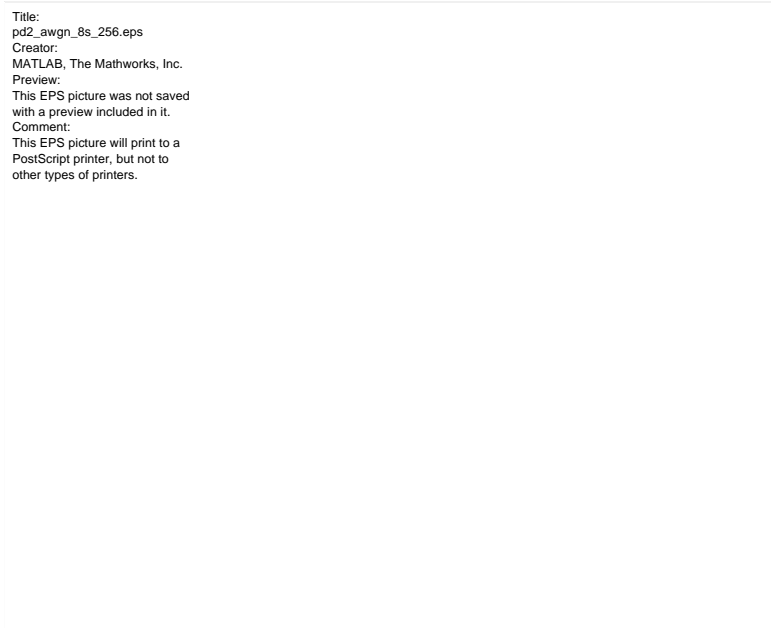 Title:
pd2_awgn_8s_256.eps
Creator:
MATLAB, The Mathworks, Inc.
Preview:
This EPS picture was not saved
with a preview included in it.
Comment:
This EPS picture will print to a
PostScript printer, but not to
other types of printers.